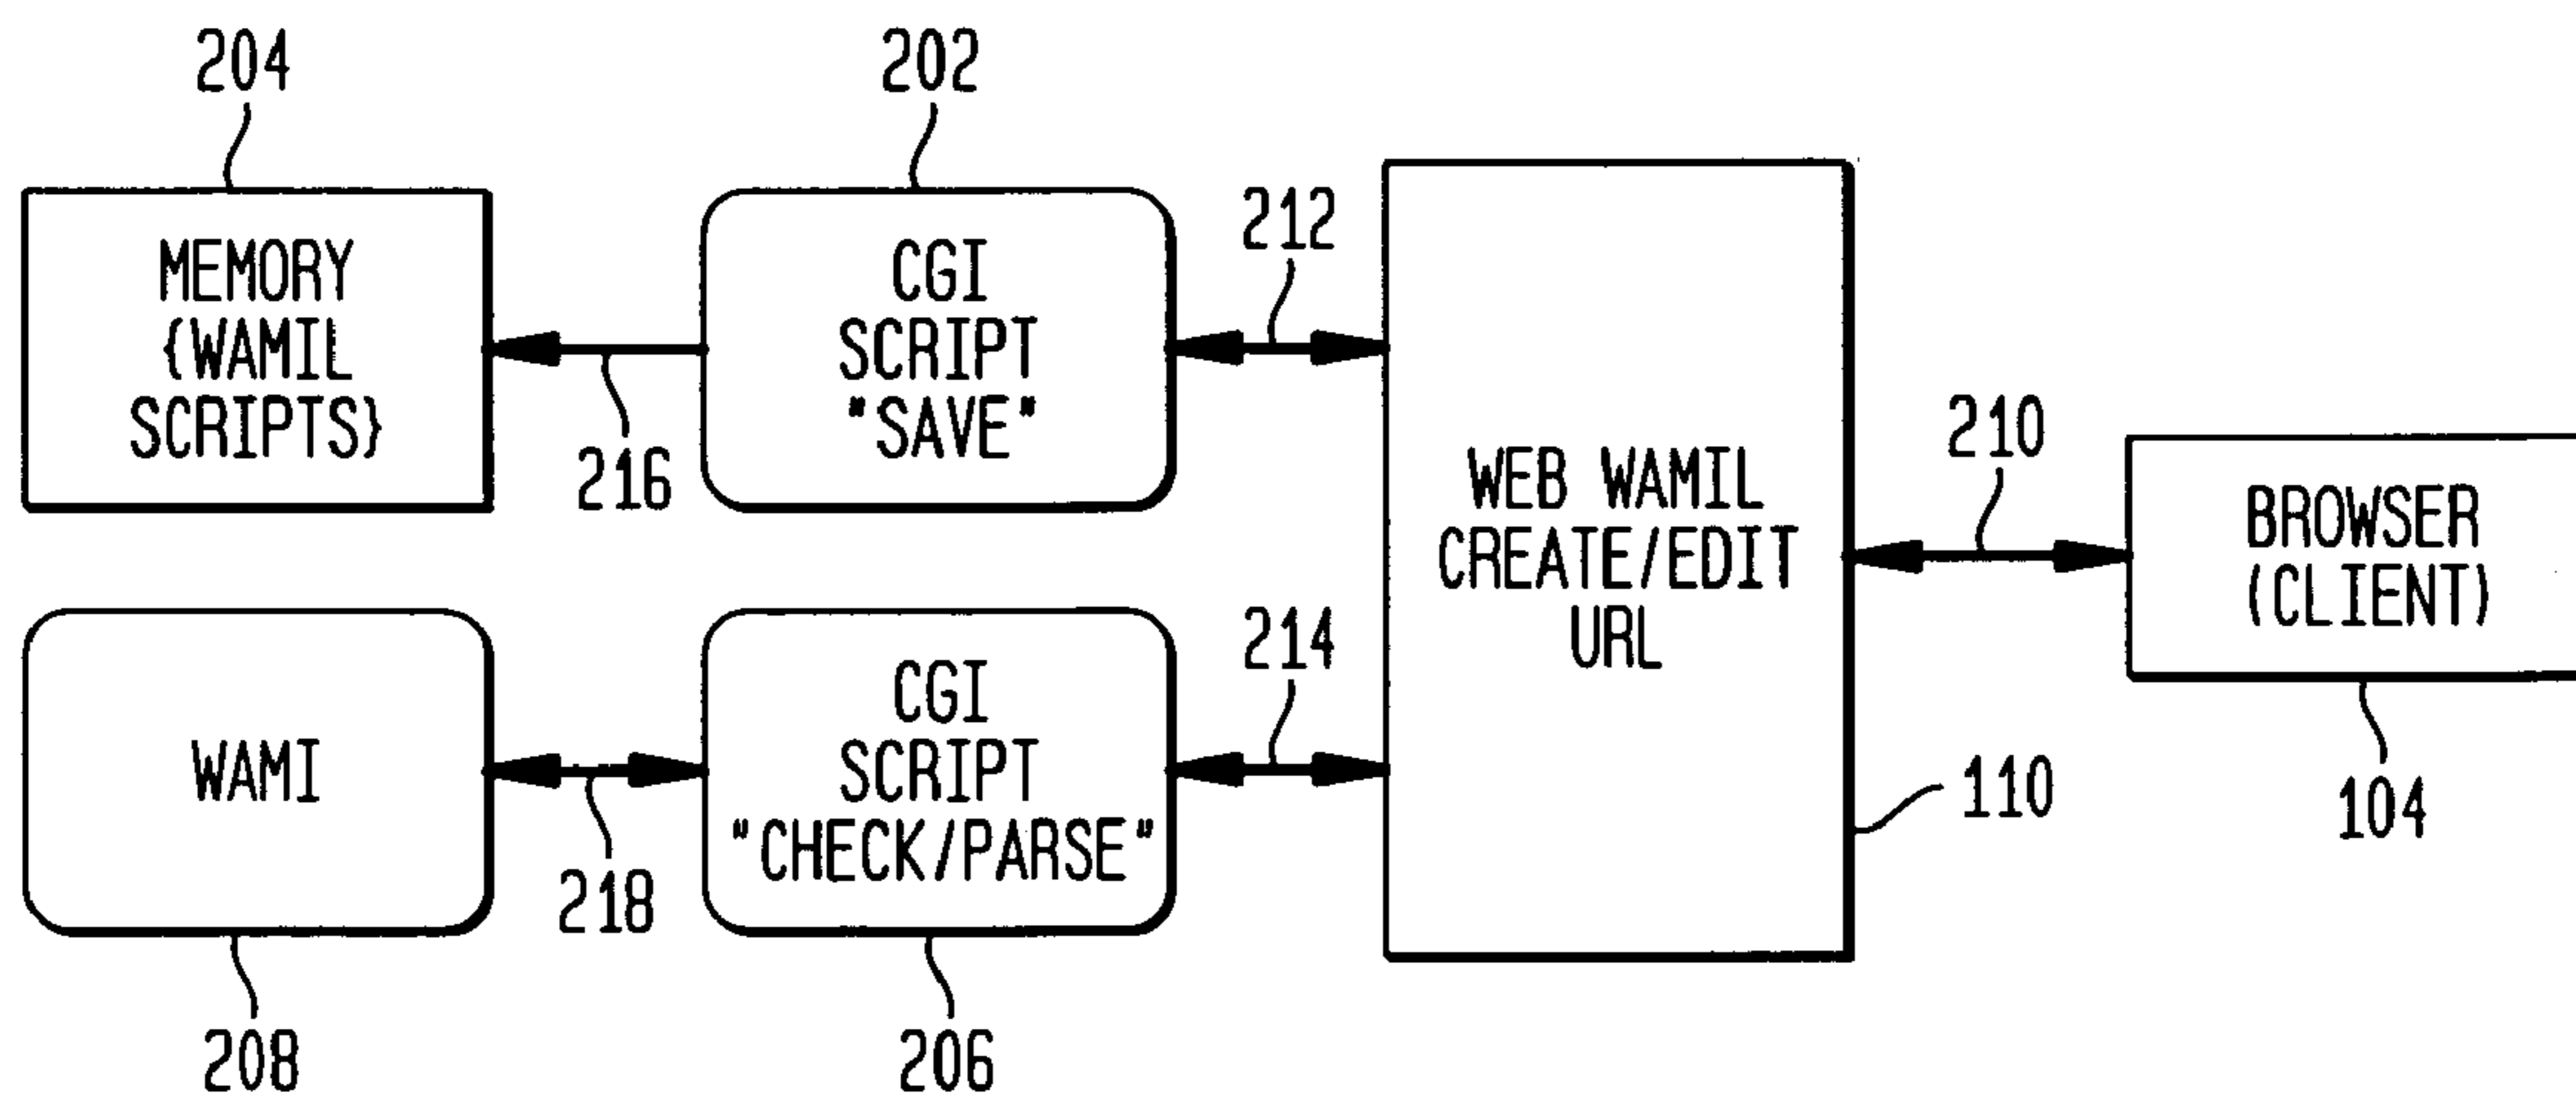 204
202
MEMORY
{WAMIL
SCRIPTS}
216
CGI
SCRIPT
"SAVE"
212
WEB WAMIL
CREATE/EDIT
URL
210
BROWSER
(CLIENT)
104
110
WAMI
208
218
CGI
SCRIPT
"CHECK/PARSE"
206
214